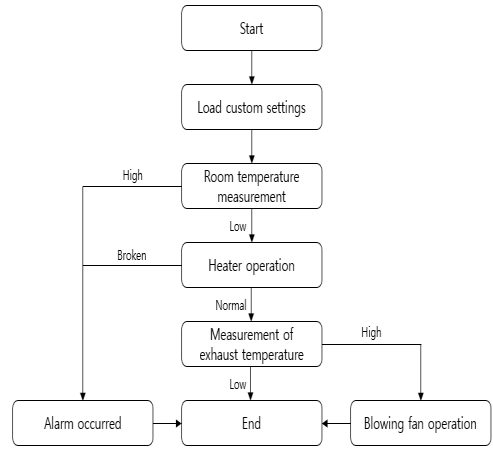 Start
Load custom settings
Room temperature
measurement
High
Low
Broken
Heater operation
Normal
Measurement of
exhaust temperature
High
Low
Alarm occurred
End
Blowing fan operation